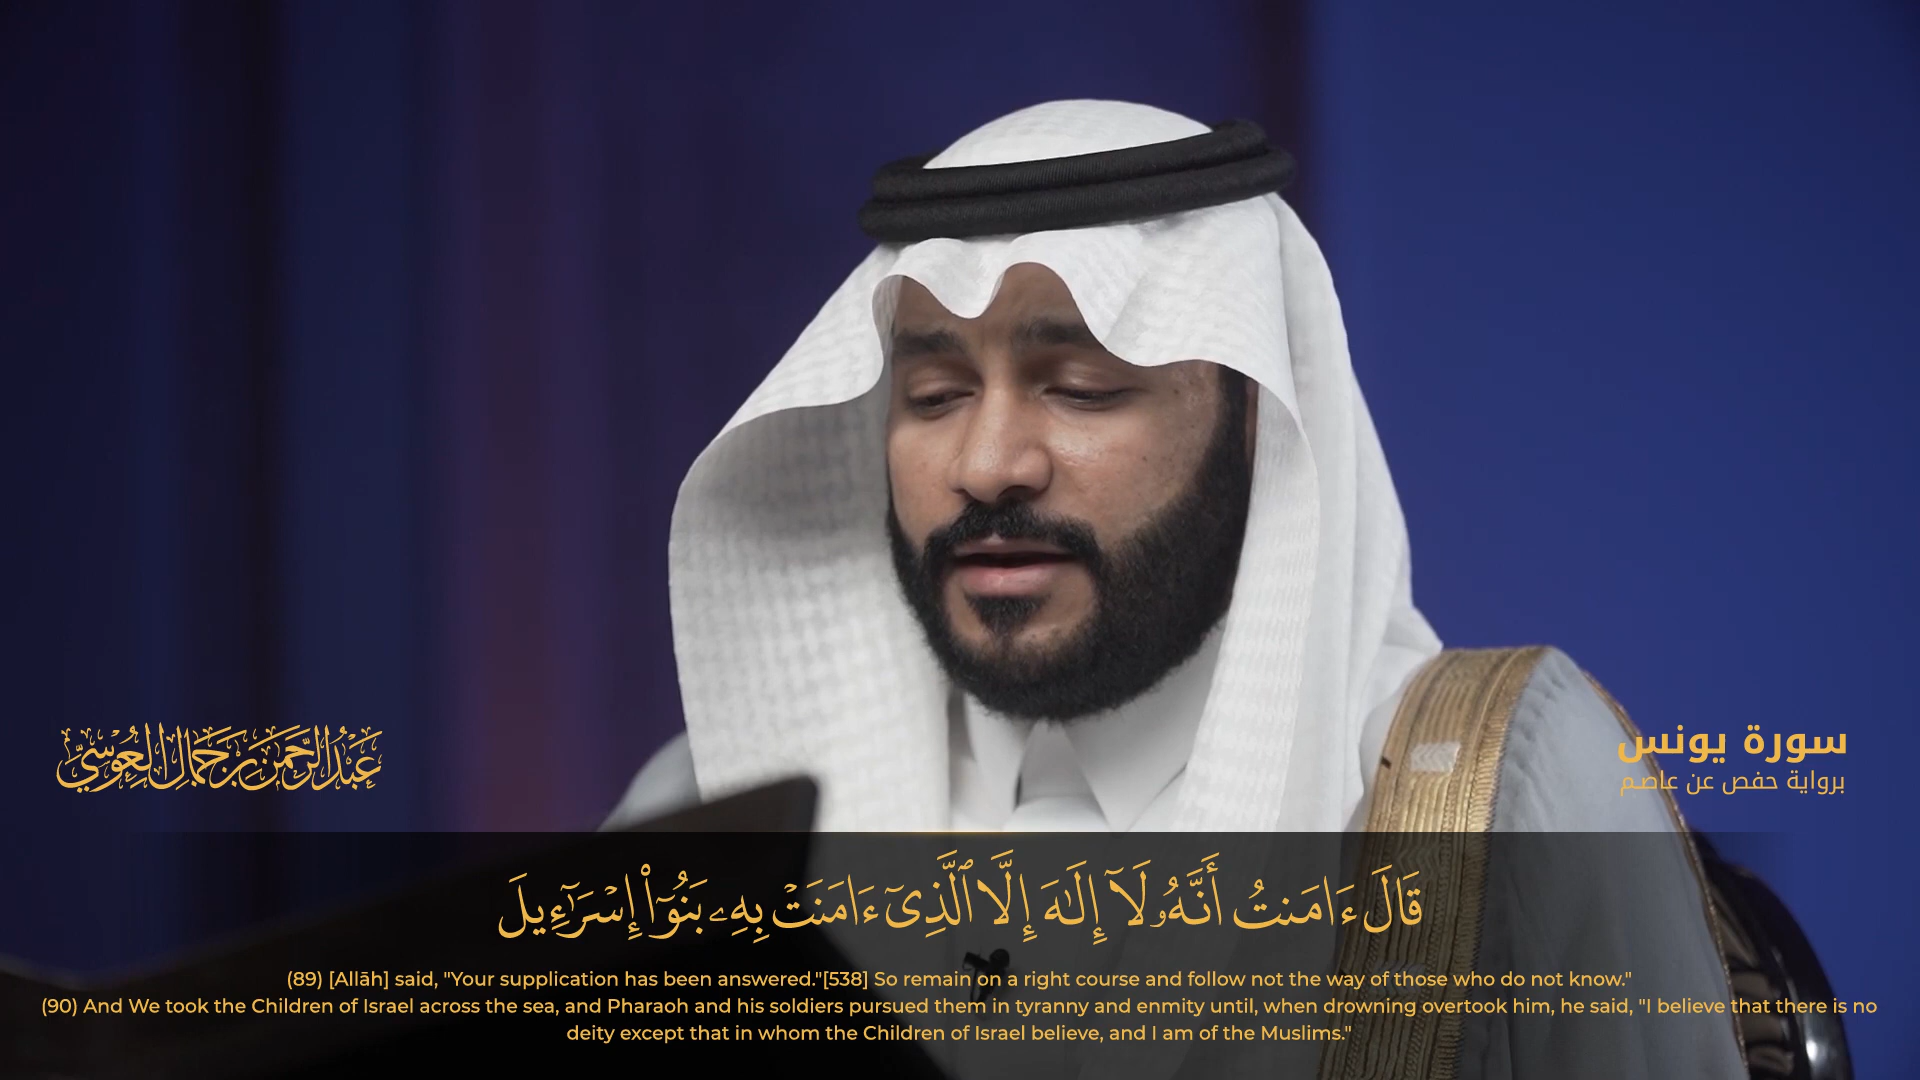 عَبْدُ الرَّحْمَن بْن جَمَال العُوسِيّ
سورة يونس
برواية حفص عن عاصم
قَالَ ءَامَنتُ أَنَّهُۥ لَآ إِلَٰهَ إِلَّا ٱلَّذِىٓ ءَامَنَتْ بِهِۦ بَنُوٓا۟ إِسْرَٰٓءِيلَ
(89) [Allāh] said, "Your supplication has been answered."[538] So remain on a right course and follow not the way of those who do not know."
(90) And We took the Children of Israel across the sea, and Pharaoh and his soldiers pursued them in tyranny and enmity until, when drowning overtook him, he said, "I believe that there is no
deity except that in whom the Children of Israel believe, and I am of the Muslims."